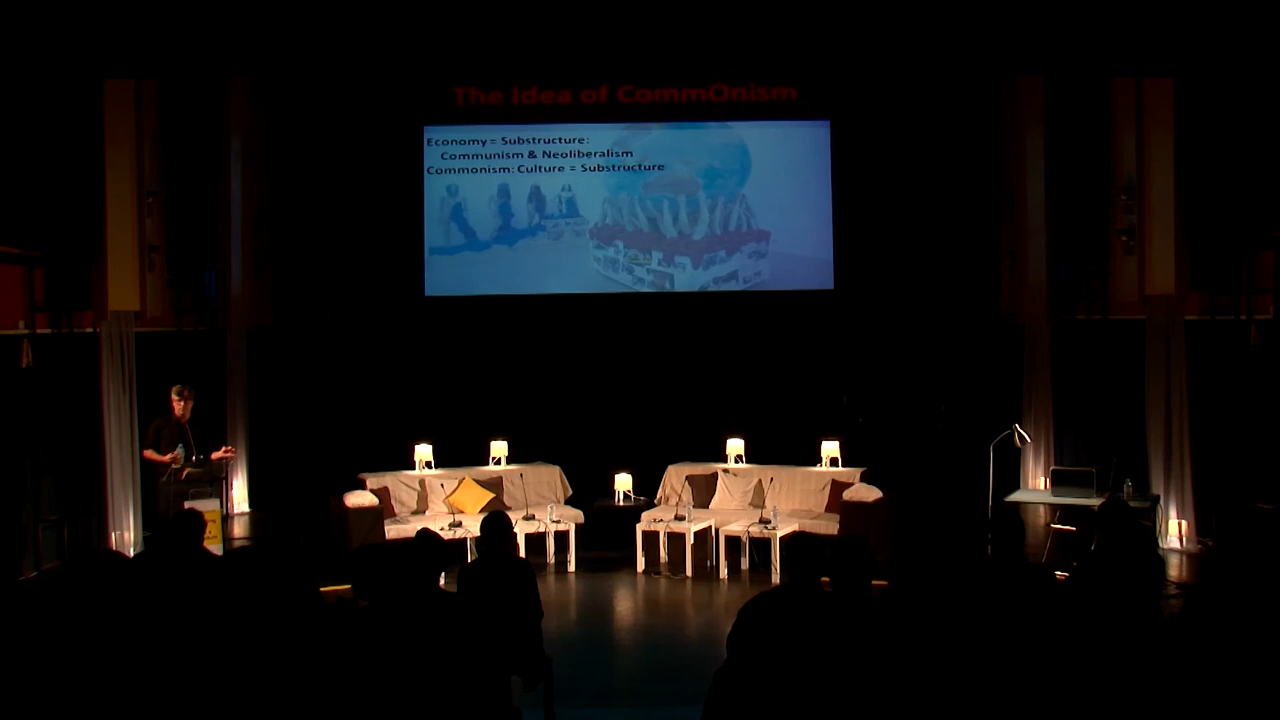 The Idea of CommOnism
Economy = Substructure:
Communism & Neoliberalism
Commonism: Culture = Substructure